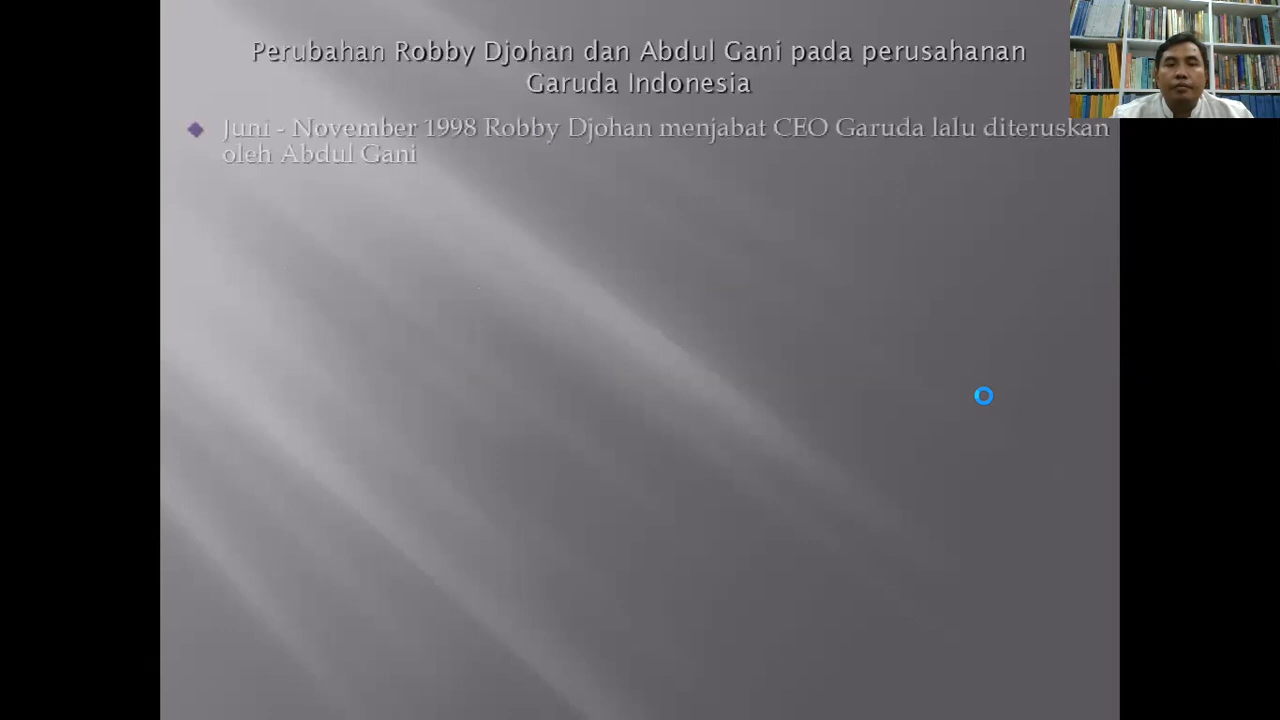 Perubahan Robby Djohan dan Abdul Gani pada perusahanan
Garuda Indonesia
Juni - November 1998 Robby Djohan menjabat CEO Garuda lalu diteruskan
oleh Abdul Gani